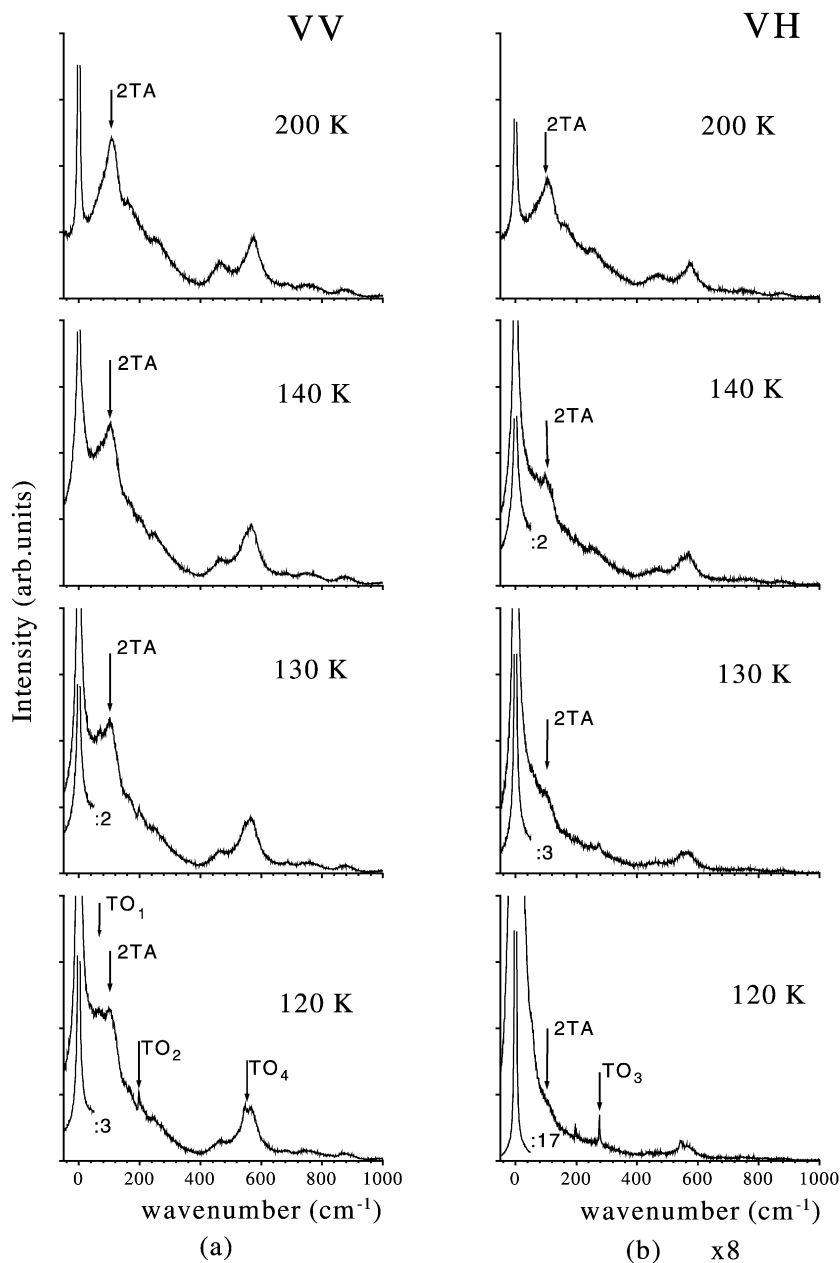 VV
VH
2TA
200 K
2TA
200 K
2TA
140 K
2TA
140 K
:2
2TA
130 K
:2
2TA
130 K
:3
TO1
2TA
120 K
TO2
TO4
:3
2TA
120 K
TO3
:17
Intensity (arb.units)
0 200 400 600 800 1000
0 200 400 600 800 1000
wavenumber (cm-1)
wavenumber (cm-1)
(a)
(b) x8